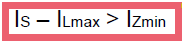 IS – ILmax > IZmin